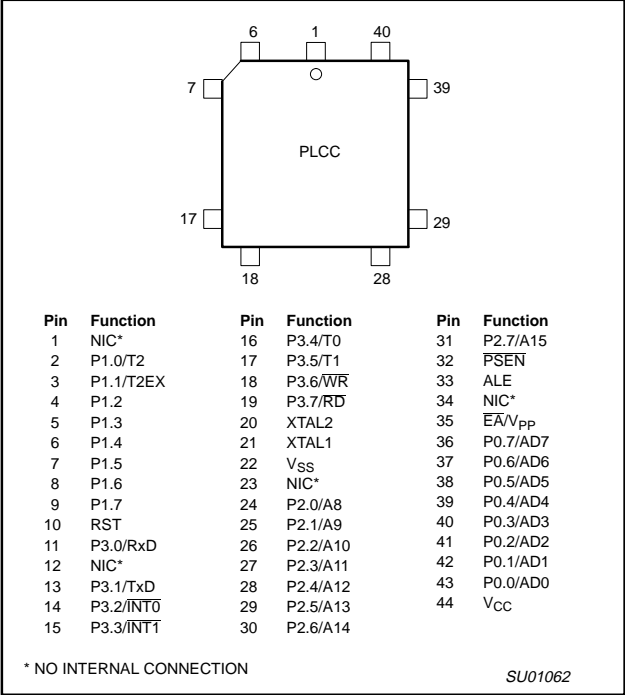 6 1 40
7 39
PLCC
17 29
18 28
Pin Function Pin Function Pin Function
1 NIC* 16 P3.4/T0 31 P2.7/A15
2 P1.0/T2 17 P3.5/T1 32 P̅S̅E̅N̅
3 P1.1/T2EX 18 P3.6/W̅R̅ 33 ALE
4 P1.2 19 P3.7/R̅D̅ 34 NIC*
5 P1.3 20 XTAL2 35 E̅A̅/VPP
6 P1.4 21 XTAL1 36 P0.7/AD7
7 P1.5 22 VSS 37 P0.6/AD6
8 P1.6 23 NIC* 38 P0.5/AD5
9 P1.7 24 P2.0/A8 39 P0.4/AD4
10 RST 25 P2.1/A9 40 P0.3/AD3
11 P3.0/RxD 26 P2.2/A10 41 P0.2/AD2
12 NIC* 27 P2.3/A11 42 P0.1/AD1
13 P3.1/TxD 28 P2.4/A12 43 P0.0/AD0
14 P3.2/I̅N̅T̅0̅ 29 P2.5/A13 44 VCC
15 P3.3/I̅N̅T̅1̅ 30 P2.6/A14
* NO INTERNAL CONNECTION
SU01062